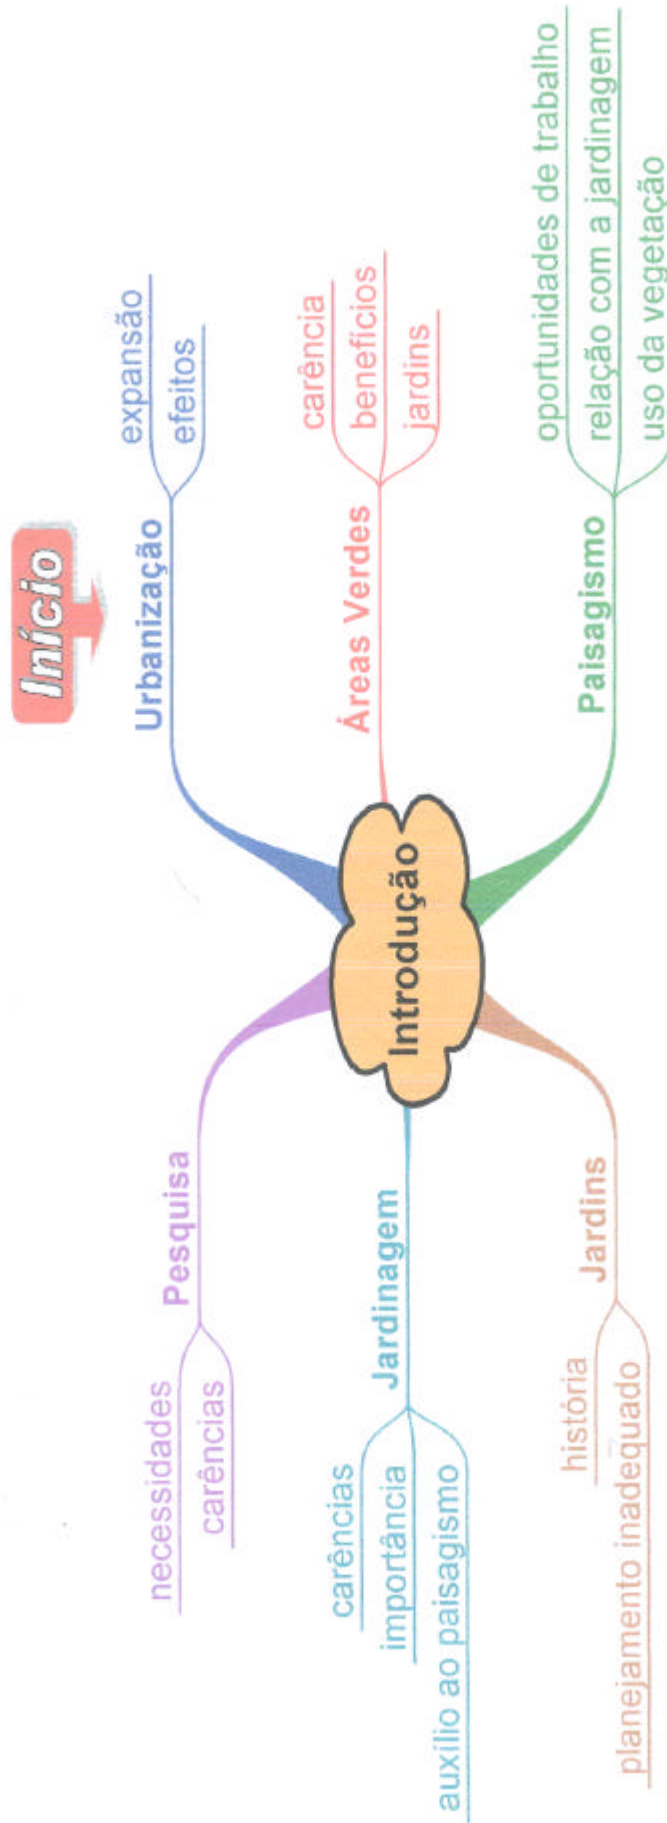 Início
Urbanização
expansão
efeitos
Áreas Verdes
carência
benefícios
jardins
Paisagismo
oportunidades de trabalho
relação com a jardinagem
uso da vegetação
Introdução
Jardins
história
planejamento inadequado
Jardinagem
carências
importância
auxilio ao paisagismo
Pesquisa
necessidades
carências